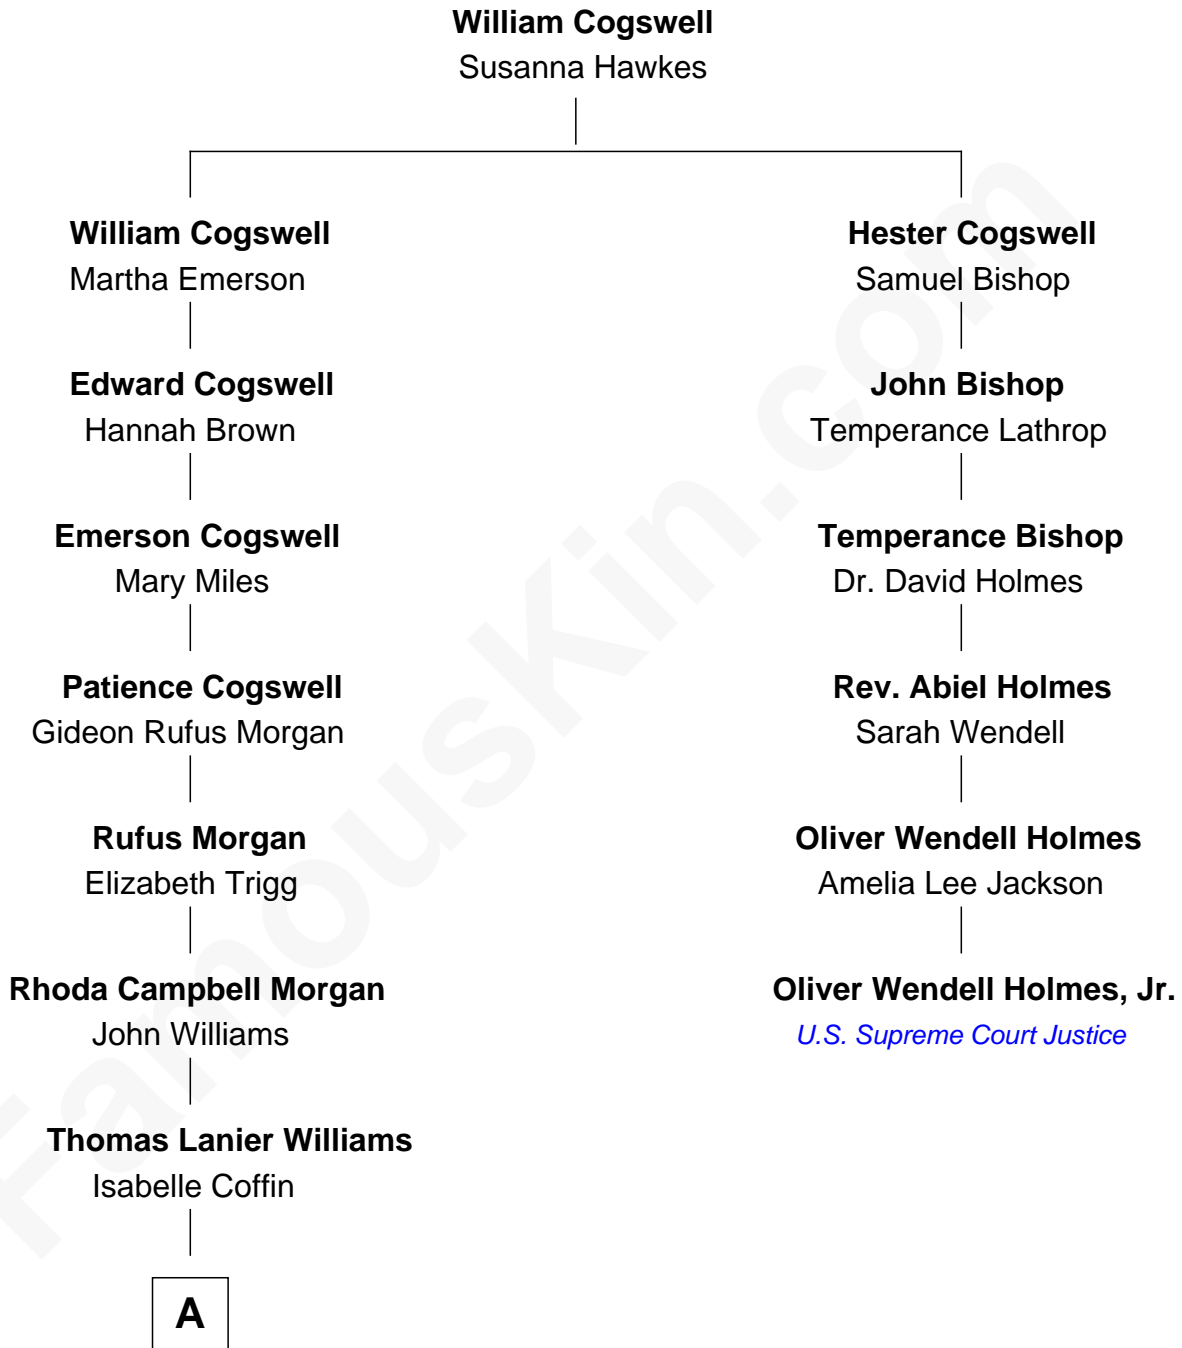 William Cogswell
Susanna Hawkes
William Cogswell
Martha Emerson
Edward Cogswell
Hannah Brown
Emerson Cogswell
Mary Miles
Patience Cogswell
Gideon Rufus Morgan
Rufus Morgan
Elizabeth Trigg
Rhoda Campbell Morgan
John Williams
Thomas Lanier Williams
Isabelle Coffin
A
Hester Cogswell
Samuel Bishop
John Bishop
Temperance Lathrop
Temperance Bishop
Dr. David Holmes
Rev. Abiel Holmes
Sarah Wendell
Oliver Wendell Holmes
Amelia Lee Jackson
Oliver Wendell Holmes, Jr.
U.S. Supreme Court Justice
FamousKin.com